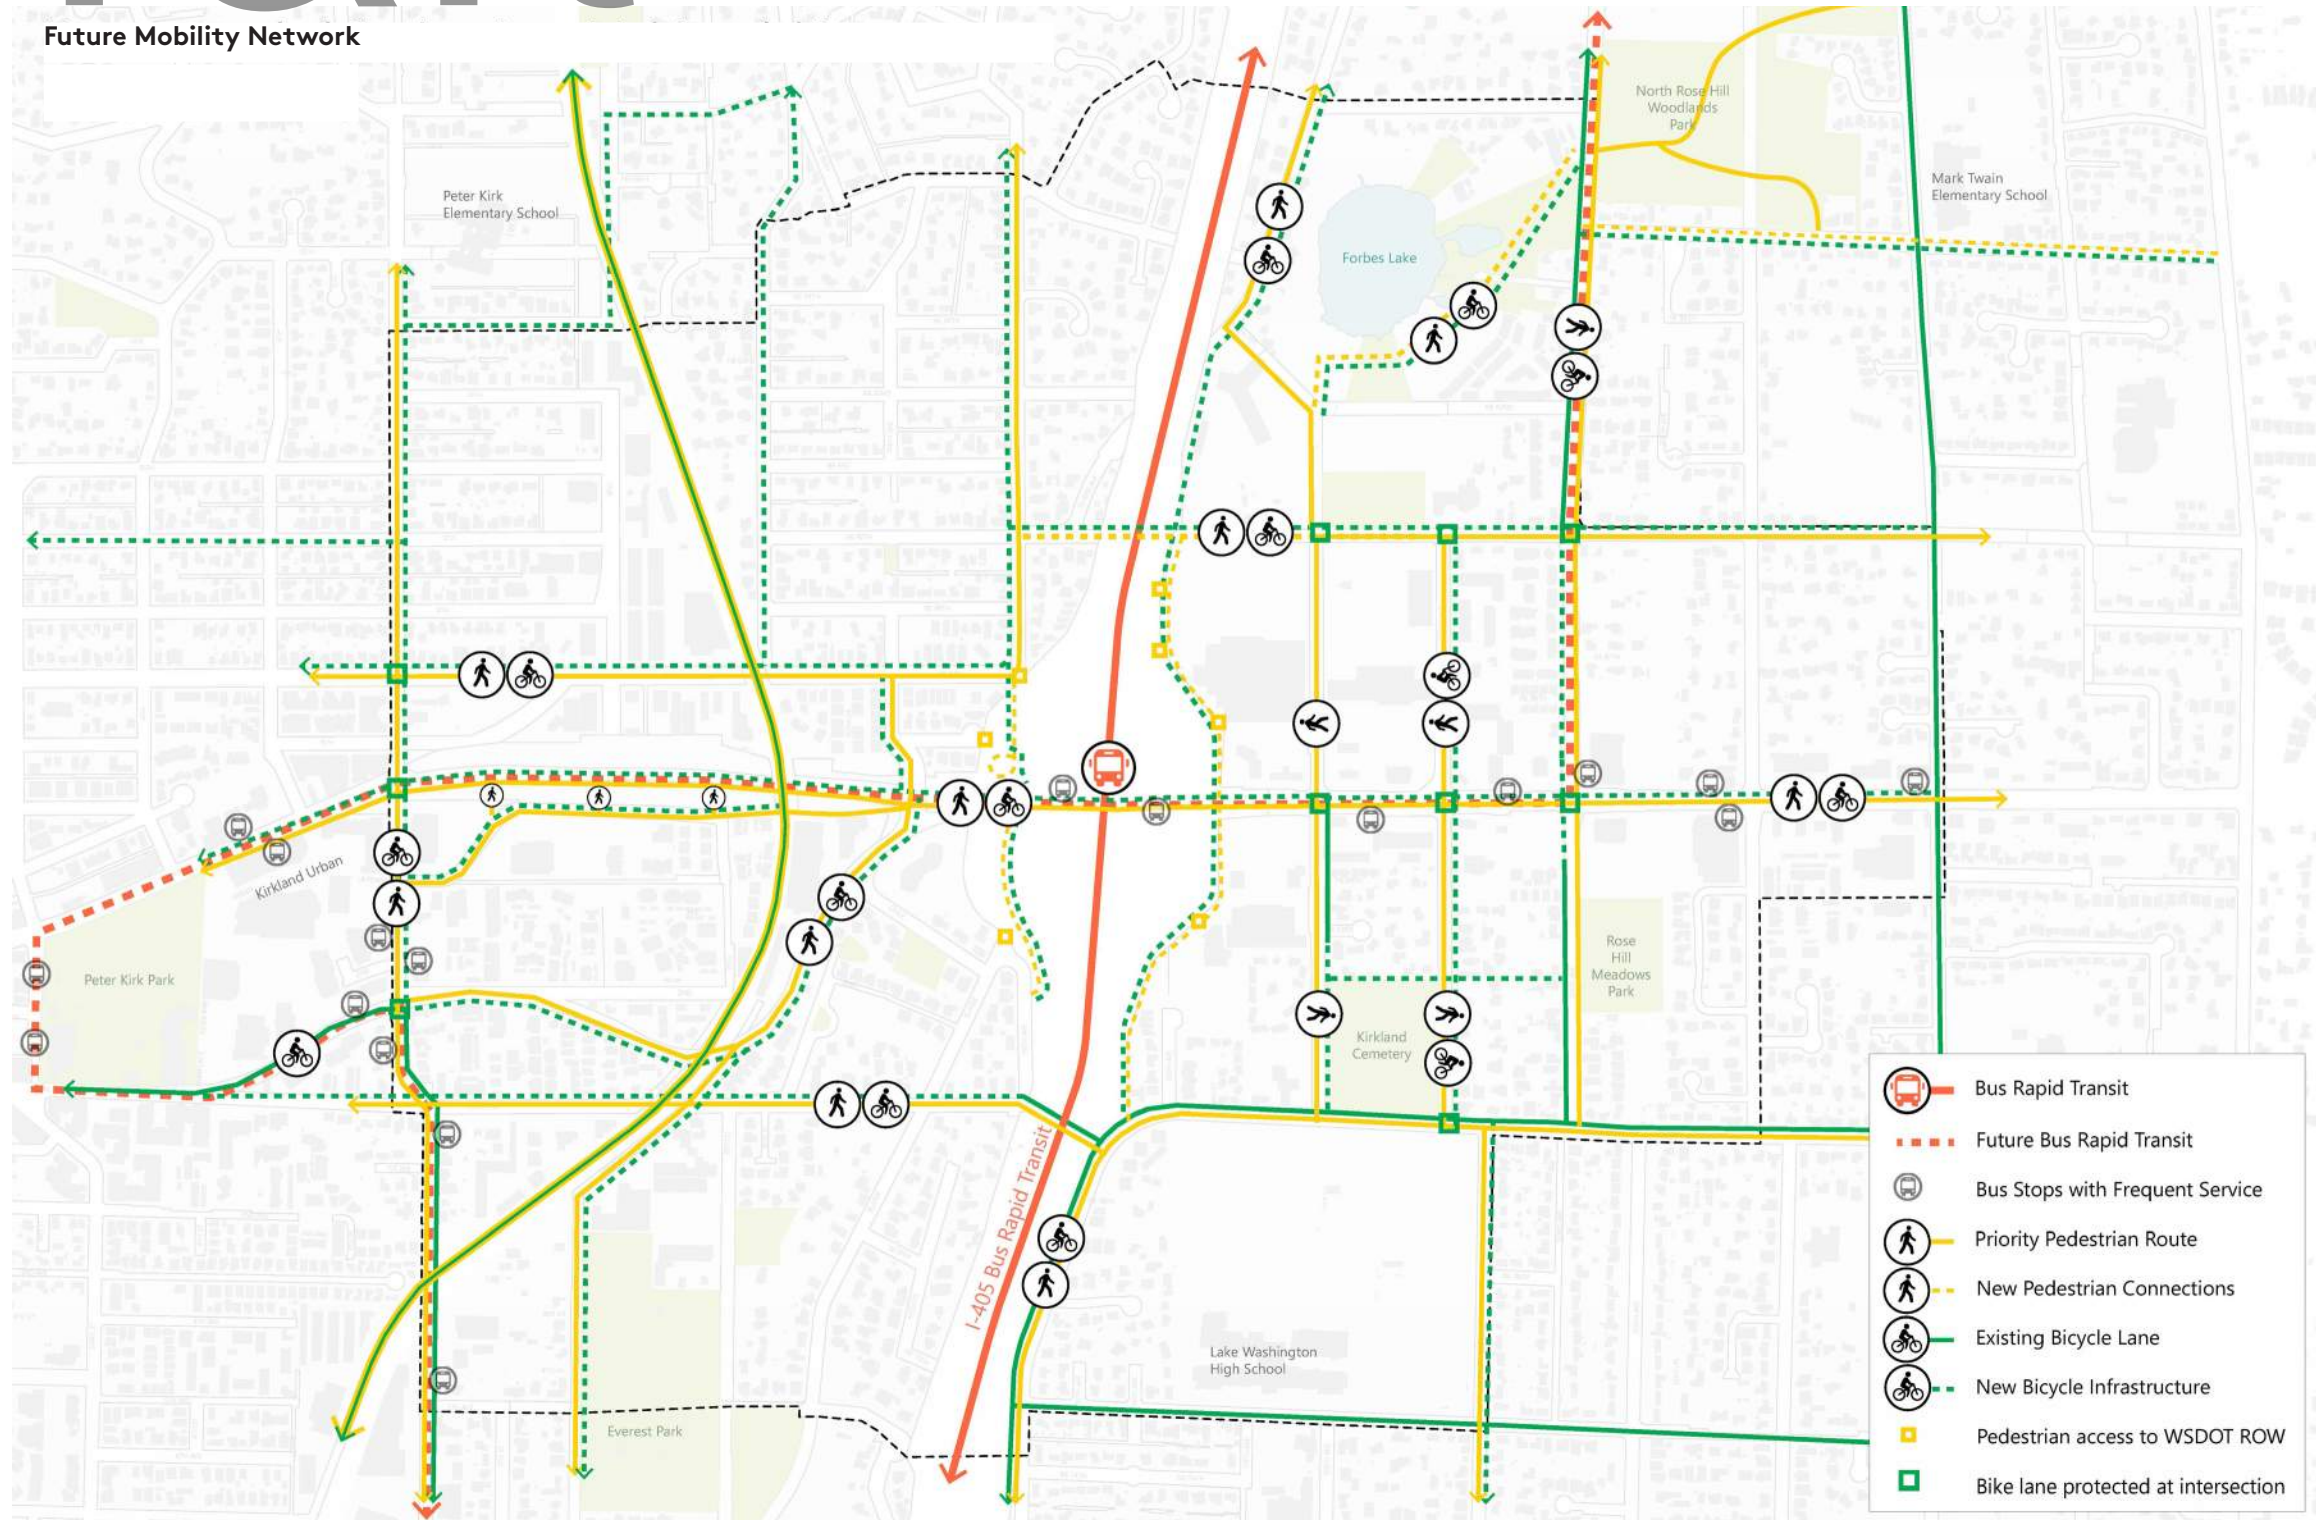 Future Mobility Network
North Rose Hill
Woodlands
Park
Mark Twain
Elementary School
Peter Kirk
Elementary School
Forbes Lake
Kirkland Urban
Peter Kirk Park
Rose
Hill
Meadows
Park
Kirkland
Cemetery
I-405 Bus Rapid Transit
Lake Washington
High School
Everest Park
Bus Rapid Transit
Future Bus Rapid Transit
Bus Stops with Frequent Service
Priority Pedestrian Route
New Pedestrian Connections
Existing Bicycle Lane
New Bicycle Infrastructure
Pedestrian access to WSDOT ROW
Bike lane protected at intersection